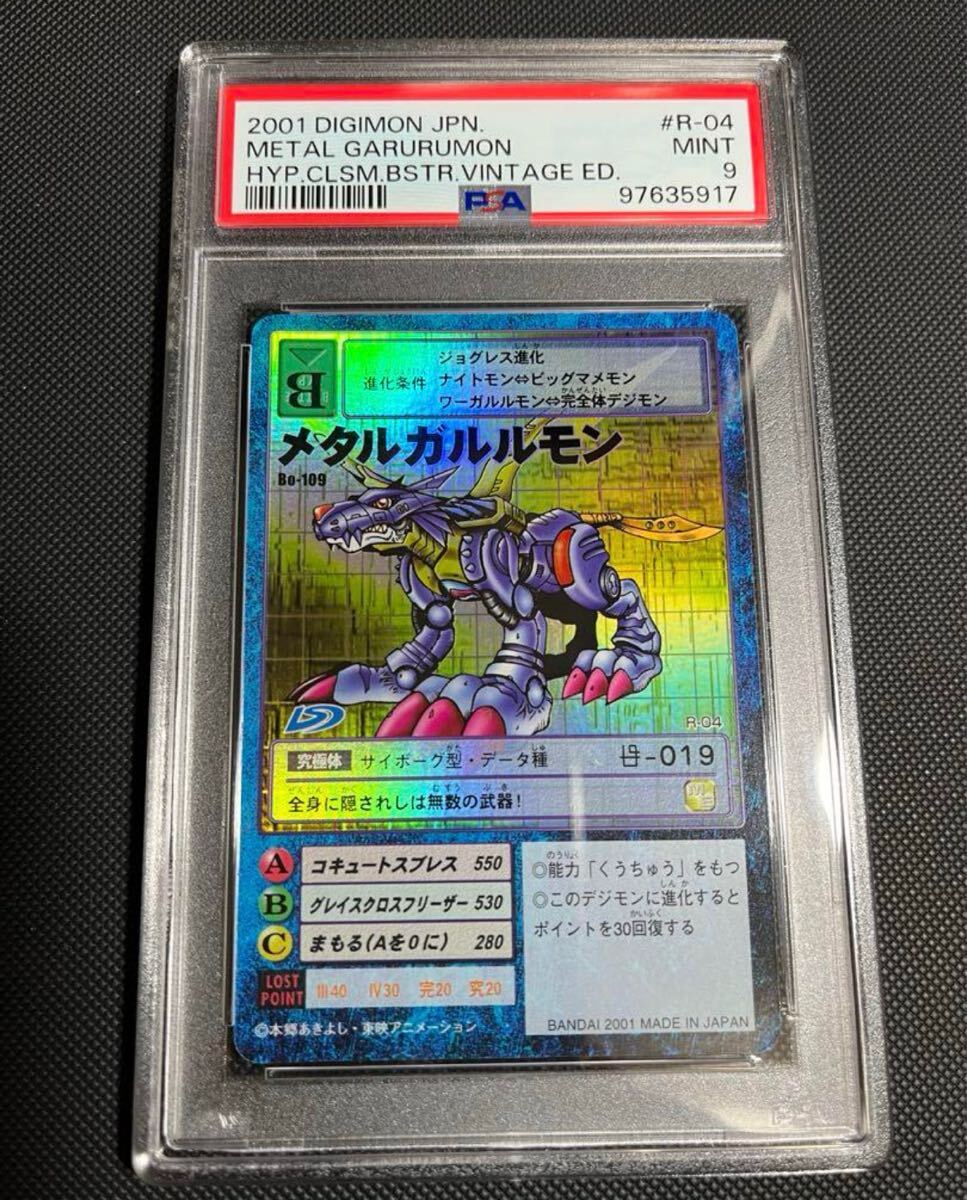 2001 DIGIMON JPN. #R-04
METAL GARURUMON MINT
HYP.CLSM.BSTR.VINTAGE ED. 9
PSA 97635917
B
ジョグレス進化
進化条件 ナイトモン⇔ビッグマメモン
ワーガルルモン⇔完全体デジモン
メタルガルルモン
Bo-109
R-04
究極体 サイボーグ型・データ種
-019
全身に隠されしは無数の武器!
A コキュートスブレス 550
B グレイスクロスフリーザー 530
C まもる(Aを0に) 280
LOST POINT III40 IV30 完20 究20
◎能力「くうちゅう」をもつ
◎このデジモンに進化すると
ポイントを30回復する
©本郷あきよし・東映アニメーション
BANDAI 2001 MADE IN JAPAN